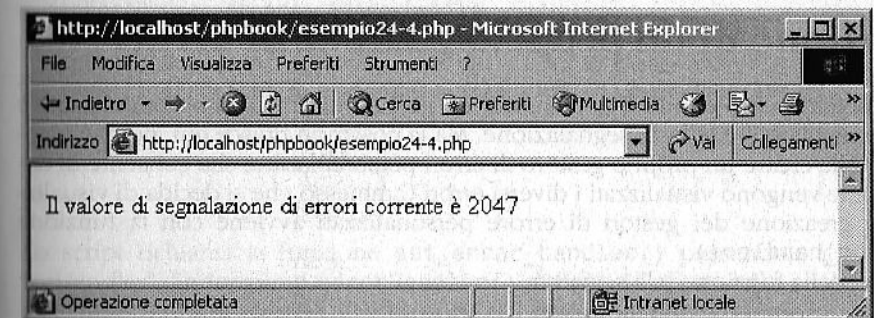 http://localhost/phpbook/esempio24-4.php - Microsoft Internet Explorer
File Modifica Visualizza Preferiti Strumenti ?
Indietro Cerca Preferiti Multimedia »
Indirizzo http://localhost/phpbook/esempio24-4.php Vai Collegamenti »
Il valore di segnalazione di errori corrente è 2047
Operazione completata Intranet locale